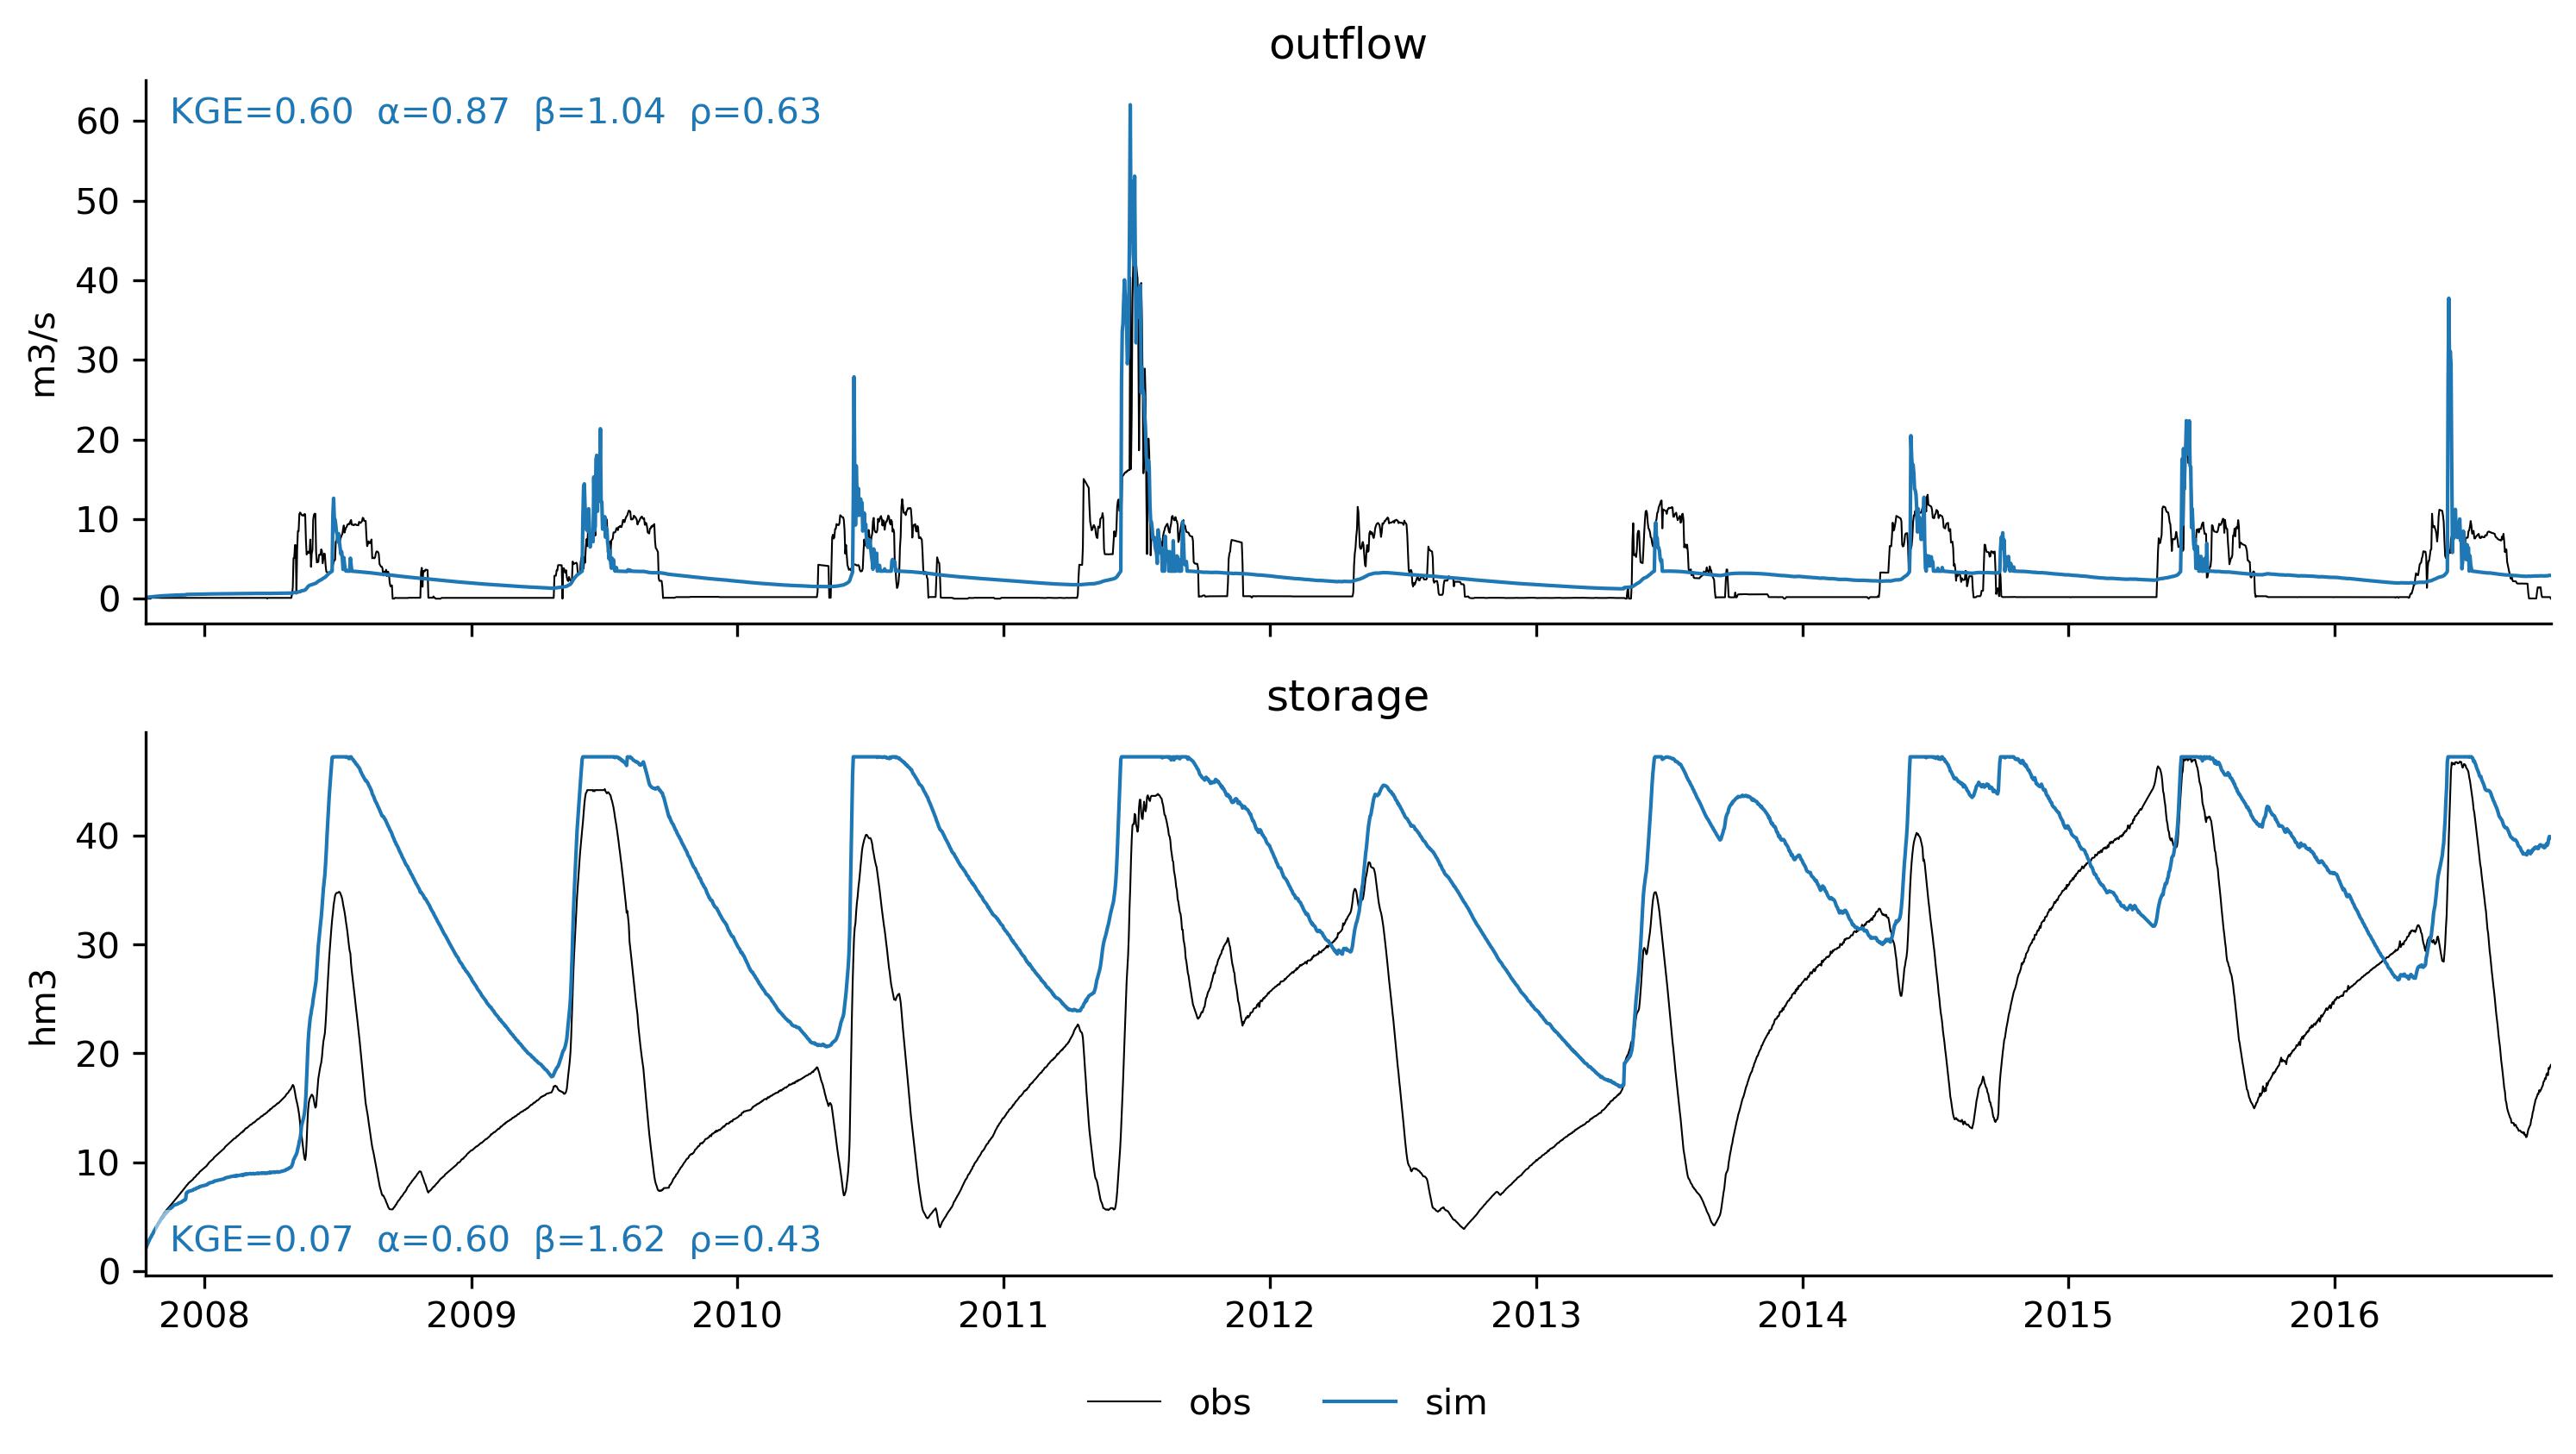 outflow
KGE=0.60 α=0.87 β=1.04 ρ=0.63
m3/s
60
50
40
30
20
10
0
storage
hm3
40
30
20
10
0
KGE=0.07 α=0.60 β=1.62 ρ=0.43
2008 2009 2010 2011 2012 2013 2014 2015 2016
obs sim